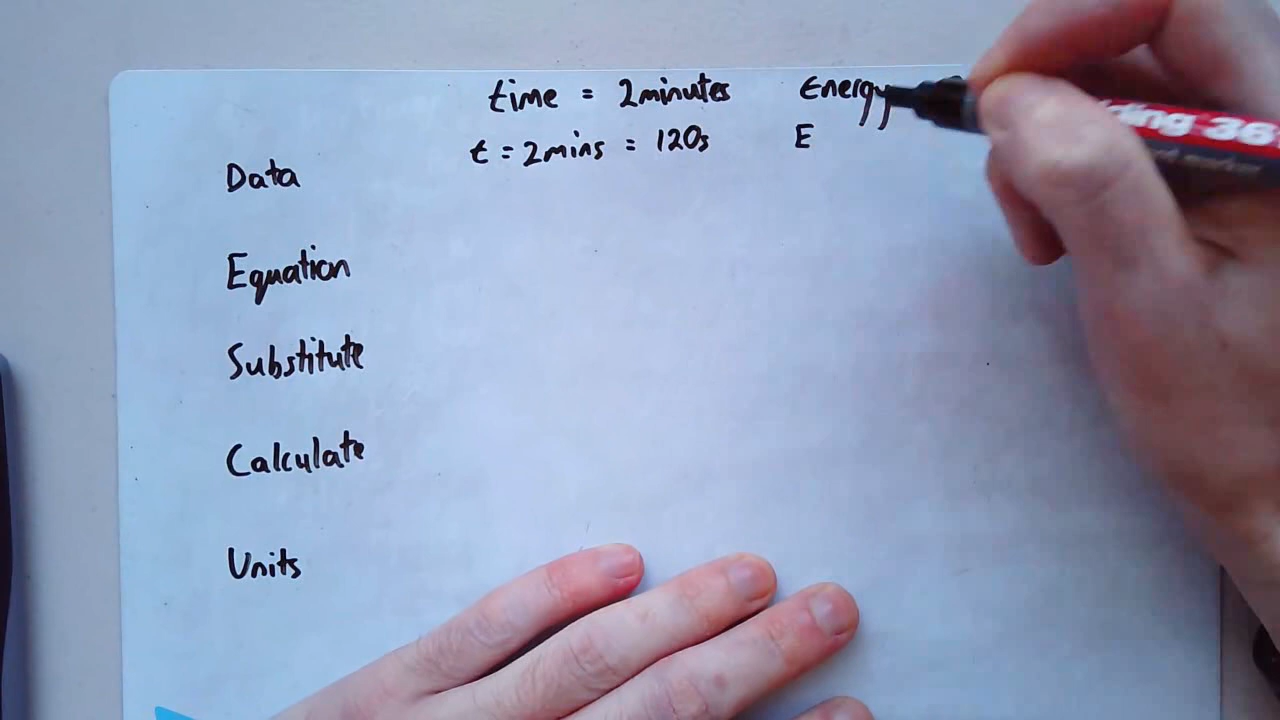 time = 2minutes Energy
t = 2mins = 120s E
Data
Equation
Substitute
Calculate
Units